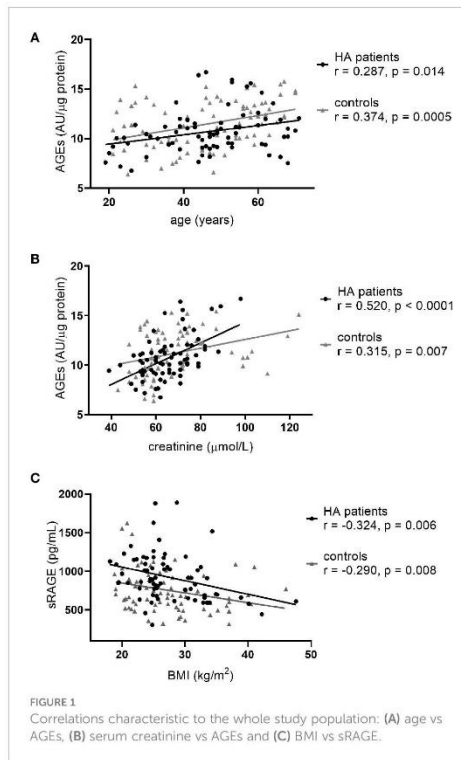 A
AGEs (AU/μg protein)
20
15
10
5
20
40
60
age (years)
HA patients
r = 0.287, p = 0.014
controls
r = 0.374, p = 0.0005
B
AGEs (AU/μg protein)
20
15
10
5
40
60
80
100
120
creatinine (μmol/L)
HA patients
r = 0.520, p < 0.0001
controls
r = 0.315, p = 0.007
C
sRAGE (pg/mL)
2000
1500
1000
500
20
30
40
50
BMI (kg/m²)
HA patients
r = -0.324, p = 0.006
controls
r = -0.290, p = 0.008
FIGURE 1
Correlations characteristic to the whole study population: (A) age vs
AGEs, (B) serum creatinine vs AGEs and (C) BMI vs sRAGE.